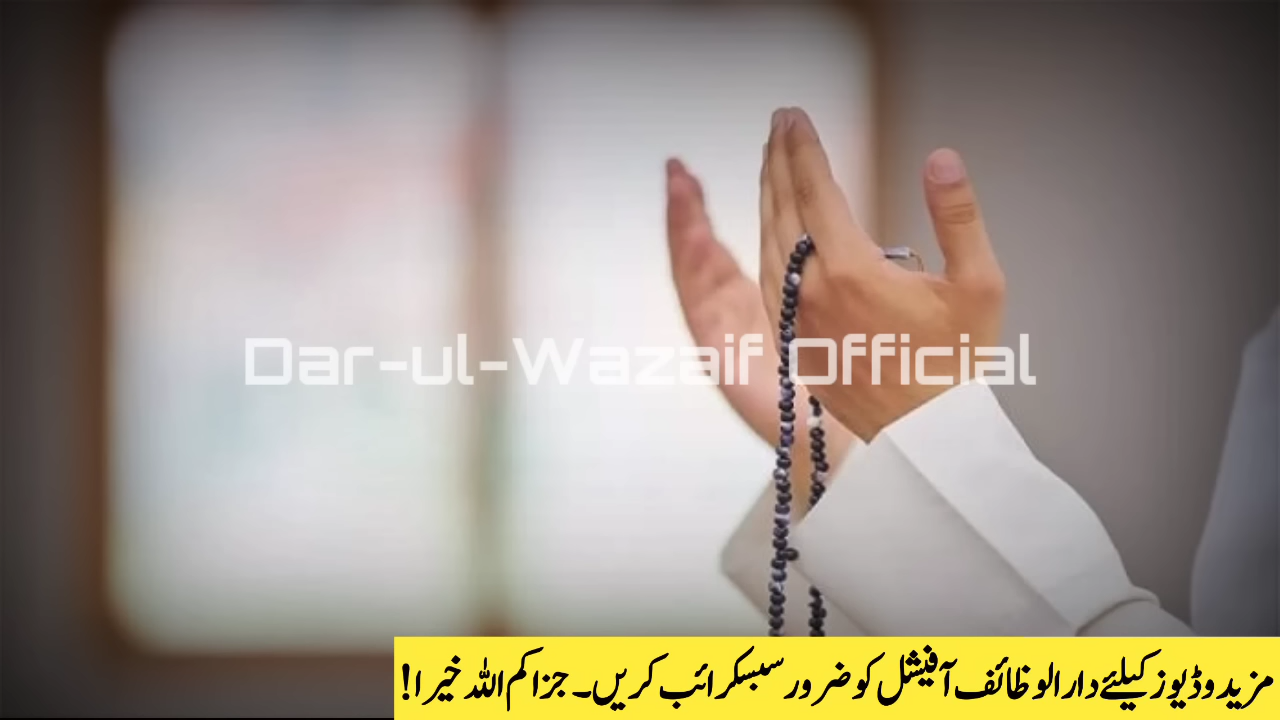 Dar-ul-Wazaif Official
مزید وڈیوز کیلئے دارالوظائف آفیشل کو ضرور سبسکرائب کریں۔ جزاکم اللہ خیرا!